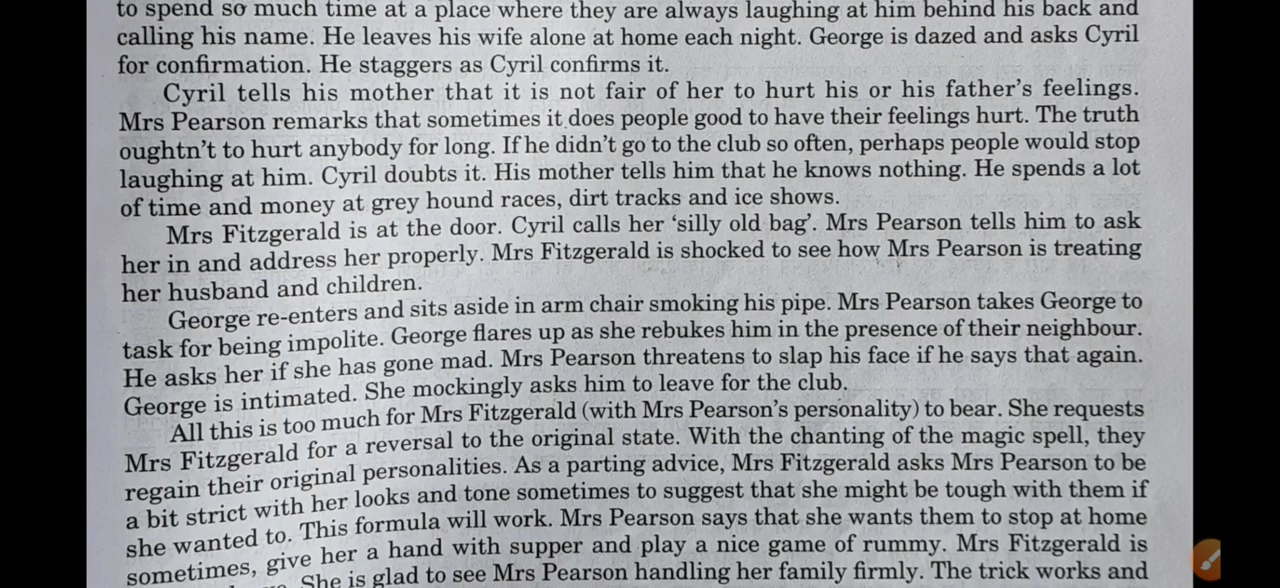 to spend so much time at a place where they are always laughing at him behind his back and
calling his name. He leaves his wife alone at home each night. George is dazed and asks Cyril
for confirmation. He staggers as Cyril confirms it.
Cyril tells his mother that it is not fair of her to hurt his or his father's feelings.
Mrs Pearson remarks that sometimes it does people good to have their feelings hurt. The truth
oughtn't to hurt anybody for long. If he didn't go to the club so often, perhaps people would stop
laughing at him. Cyril doubts it. His mother tells him that he knows nothing. He spends a lot
of time and money at grey hound races, dirt tracks and ice shows.
Mrs Fitzgerald is at the door. Cyril calls her 'silly old bag'. Mrs Pearson tells him to ask
her in and address her properly. Mrs Fitzgerald is shocked to see how Mrs Pearson is treating
her husband and children.
George re-enters and sits aside in arm chair smoking his pipe. Mrs Pearson takes George to
task for being impolite. George flares up as she rebukes him in the presence of their neighbour.
He asks her if she has gone mad. Mrs Pearson threatens to slap his face if he says that again.
George is intimated. She mockingly asks him to leave for the club.
All this is too much for Mrs Fitzgerald (with Mrs Pearson's personality) to bear. She requests
Mrs Fitzgerald for a reversal to the original state. With the chanting of the magic spell, they
regain their original personalities. As a parting advice, Mrs Fitzgerald asks Mrs Pearson to be
a bit strict with her looks and tone sometimes to suggest that she might be tough with them if
she wanted to. This formula will work. Mrs Pearson says that she wants them to stop at home
sometimes, give her a hand with supper and play a nice game of rummy. Mrs Fitzgerald is
She is glad to see Mrs Pearson handling her family firmly. The trick works and